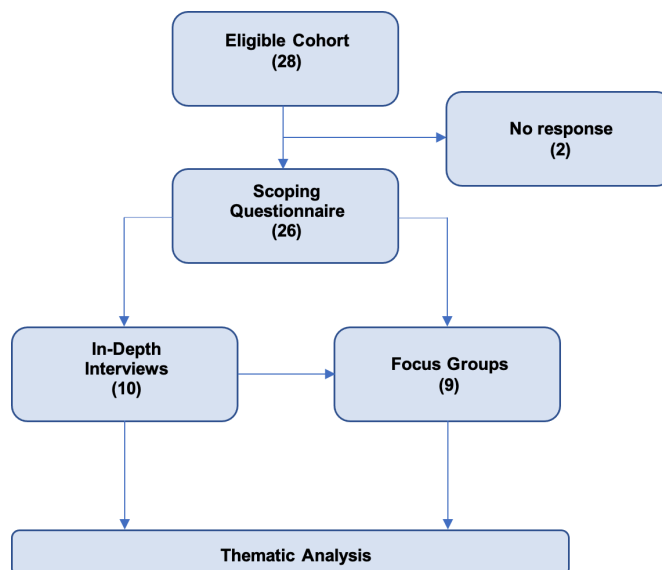 Eligible Cohort
(28)
No response
(2)
Scoping
Questionnaire
(26)
In-Depth
Interviews
(10)
Focus Groups
(9)
Thematic Analysis